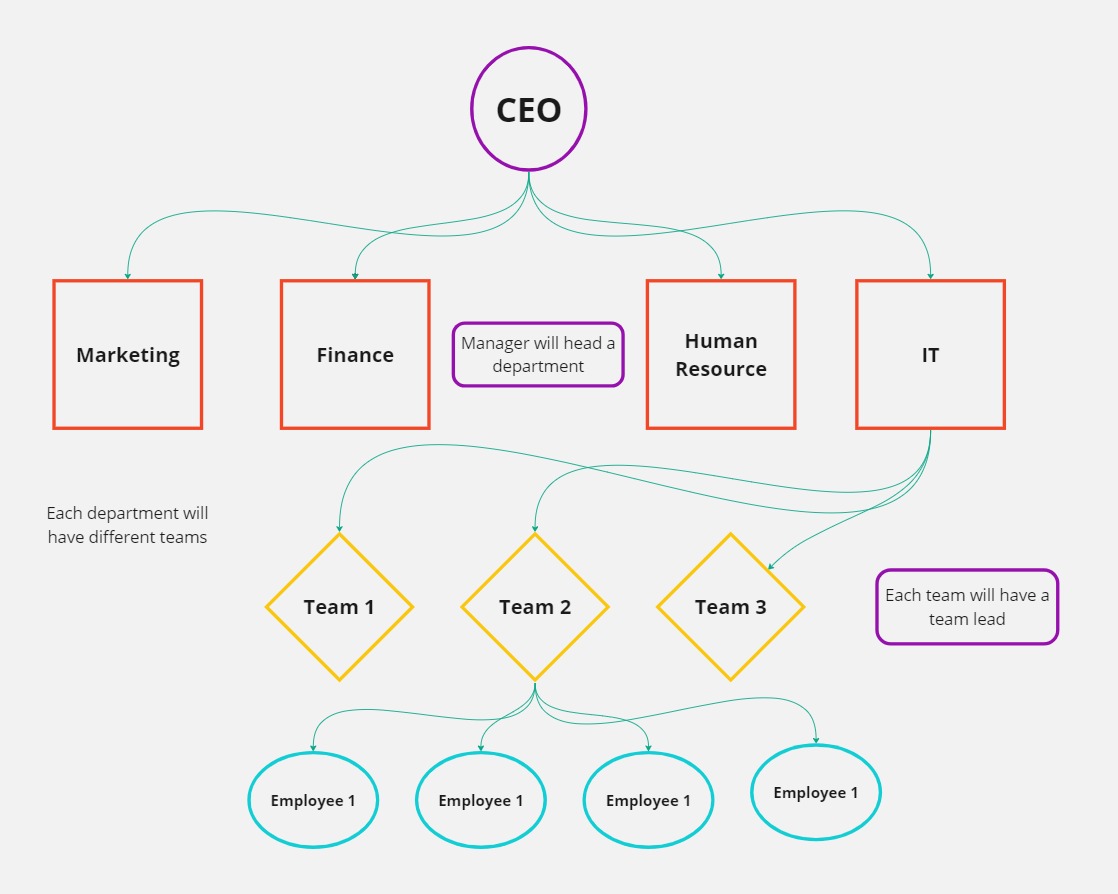 CEO
Marketing
Finance
Manager will head a
department
Human
Resource
IT
Each department will
have different teams
Team 1
Team 2
Team 3
Each team will have a
team lead
Employee 1
Employee 1
Employee 1
Employee 1